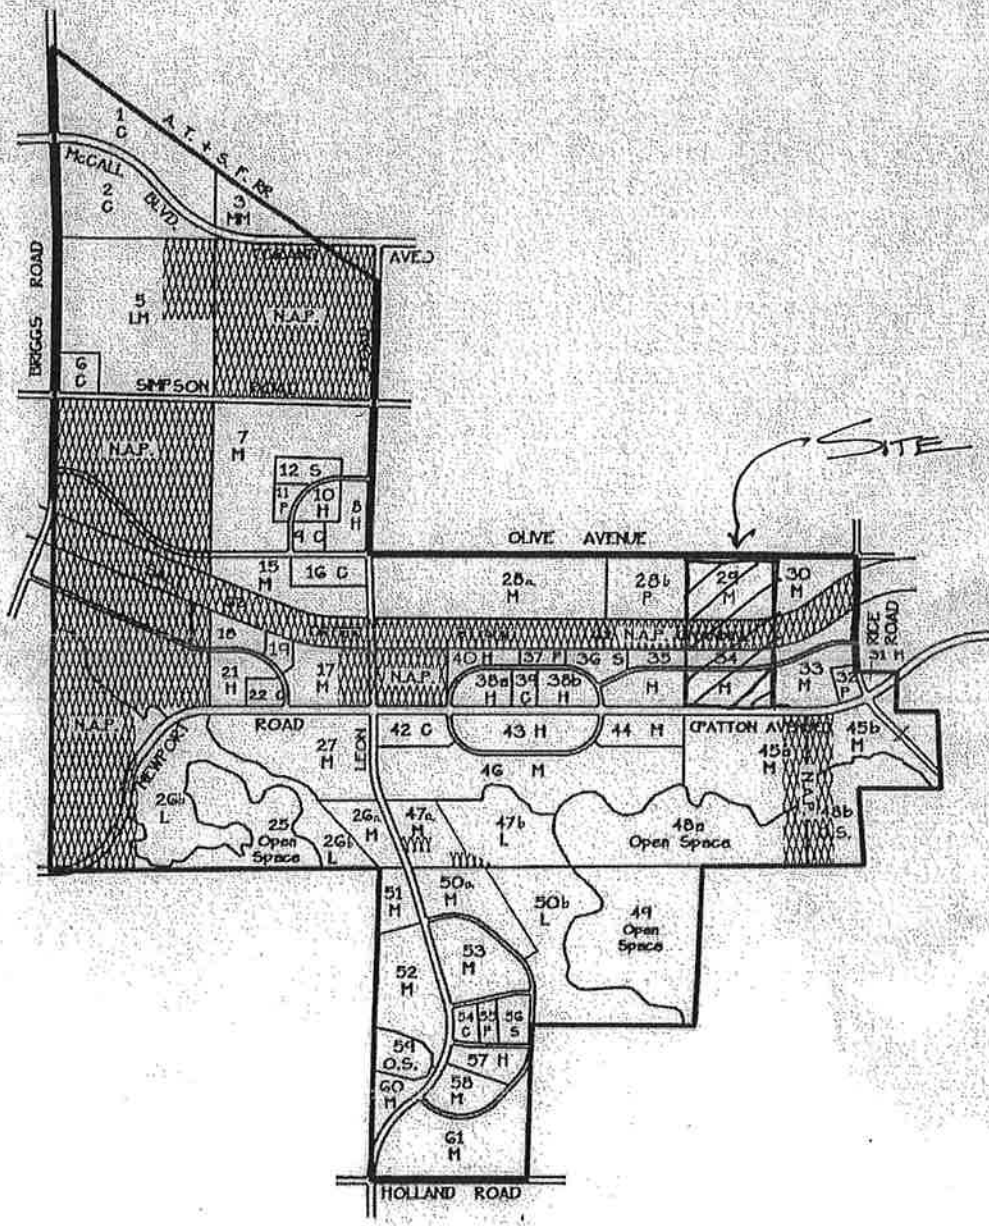 1
C
A. T. & S. F. RR
McCALL
BLVD.
2
C
3
MM
AVE.)
BRIGGS ROAD
5
LM
N.A.P.
ROAD
6
C
SIMPSON ROAD
N.A.P.
7
M
12 S
11
P
10
H
8
H
9 C
SITE
OLIVE AVENUE
15
M
16 C
28a
M
28b
P
29
M
30
M
RICE ROAD
N.A.P. CHANNEL
18
19
17
M
N.A.P.
40 H
37 P
36 S
35
M
34
M
33
M
32
P
31 H
21
H
22 C
38a
H
39
C
38b
H
N.A.P.
NEWPORT ROAD
27
M
LEON
42 C
43 H
44 M
(PATTON AVENUE)
45a
M
45b
M
46 M
N.A.P.
26b
L
25
Open
Space
26b
L
26a
M
47a
M
47b
L
48a
Open Space
48b
S.
51
M
50a
M
50b
L
49
Open
Space
52
M
53
M
54
C
55
P
56
S
59
O.S.
57 H
60
M
58
M
61
M
HOLLAND ROAD